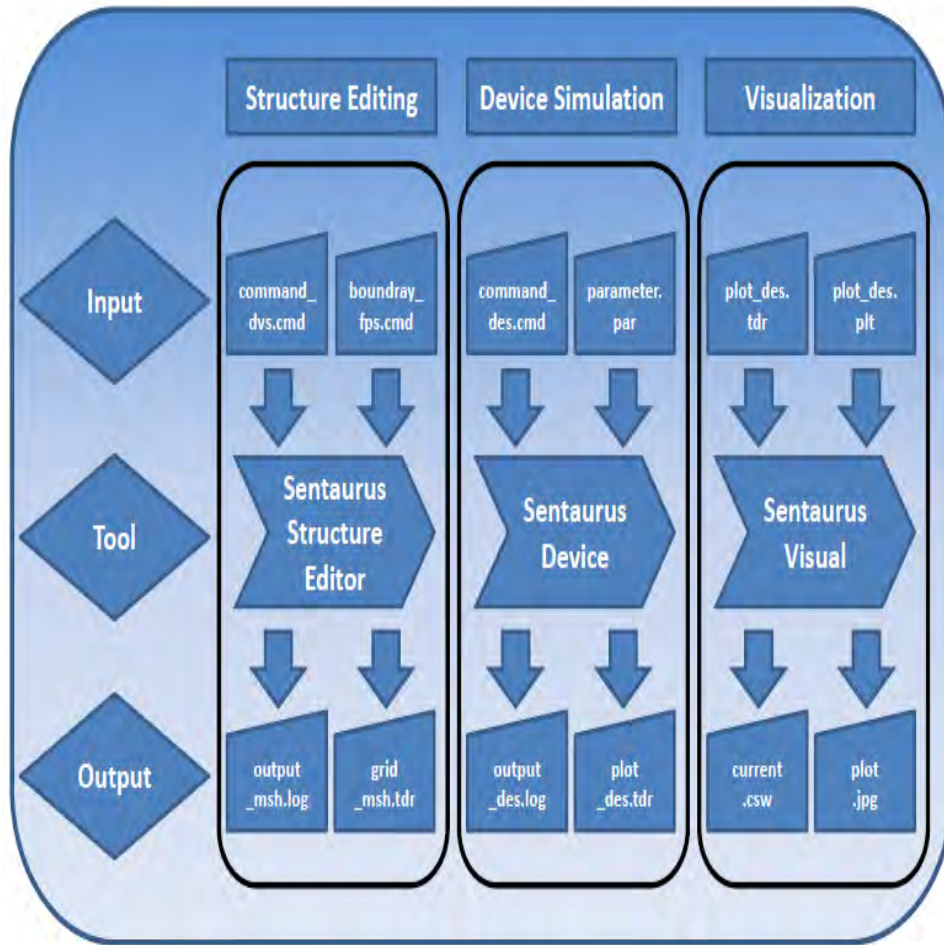 Structure Editing
Device Simulation
Visualization
Input
command_
dvs.cmd
boundray_
fps.cmd
command_
des.cmd
parameter.
par
plot_des.
tdr
plot_des.
plt
Tool
Sentaurus
Structure
Editor
Sentaurus
Device
Sentaurus
Visual
Output
output
_msh.log
grid
_msh.tdr
output
_des.log
plot
_des.tdr
current
.csw
plot
.jpg